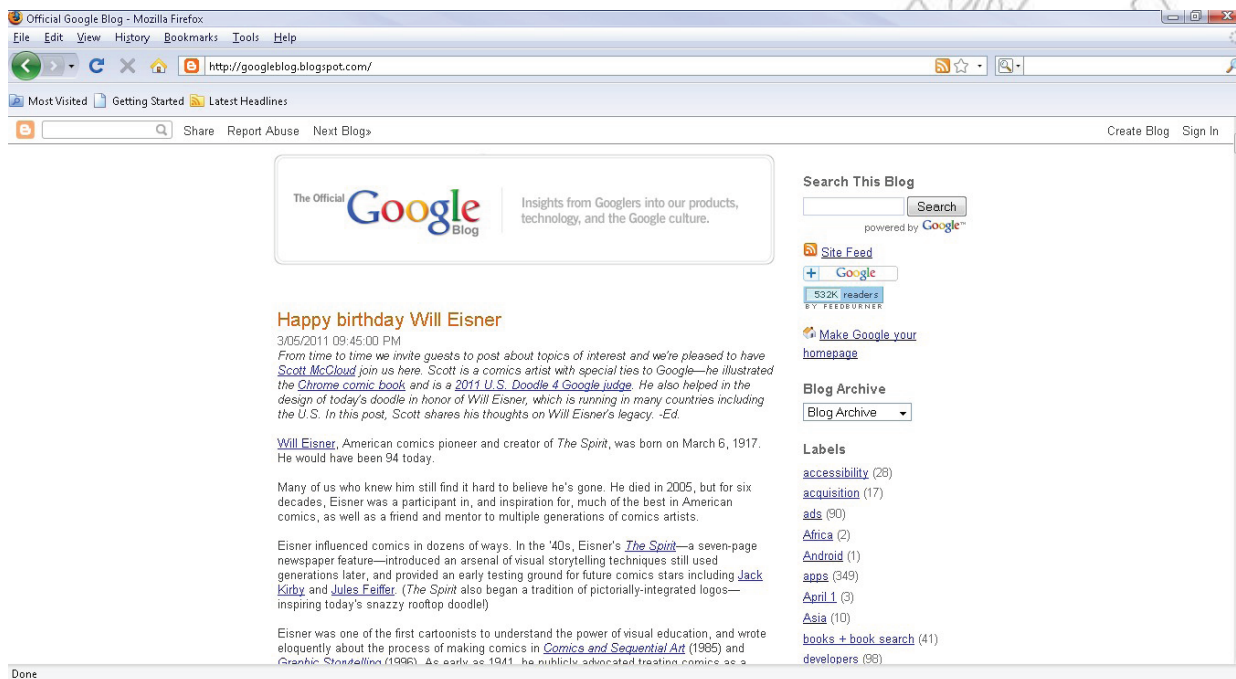 Official Google Blog - Mozilla Firefox
File Edit View History Bookmarks Tools Help
http://googleblog.blogspot.com/
Most Visited Getting Started Latest Headlines
Share Report Abuse Next Blog»
Create Blog Sign In
The Official Google Blog
Insights from Googlers into our products,
technology, and the Google culture.
Happy birthday Will Eisner
3/05/2011 09:45:00 PM
From time to time we invite guests to post about topics of interest and we're pleased to have
Scott McCloud join us here. Scott is a comics artist with special ties to Google—he illustrated
the Chrome comic book and is a 2011 U.S. Doodle 4 Google judge. He also helped in the
design of today's doodle in honor of Will Eisner, which is running in many countries including
the U.S. In this post, Scott shares his thoughts on Will Eisner's legacy. -Ed.
Will Eisner, American comics pioneer and creator of The Spirit, was born on March 6, 1917.
He would have been 94 today.
Many of us who knew him still find it hard to believe he's gone. He died in 2005, but for six
decades, Eisner was a participant in, and inspiration for, much of the best in American
comics, as well as a friend and mentor to multiple generations of comics artists.
Eisner influenced comics in dozens of ways. In the '40s, Eisner's The Spirit—a seven-page
newspaper feature—introduced an arsenal of visual storytelling techniques still used
generations later, and provided an early testing ground for future comics stars including Jack
Kirby and Jules Feiffer. (The Spirit also began a tradition of pictorially-integrated logos—
inspiring today's snazzy rooftop doodle!)
Eisner was one of the first cartoonists to understand the power of visual education, and wrote
eloquently about the process of making comics in Comics and Sequential Art (1985) and
Graphic Storytelling (1996). As early as 1941, he publicly advocated treating comics as a
Search This Blog
Search
powered by Google™
Site Feed
+ Google
532K readers
BY FEEDBURNER
Make Google your
homepage
Blog Archive
Blog Archive
Labels
accessibility (28)
acquisition (17)
ads (90)
Africa (2)
Android (1)
apps (349)
April 1 (3)
Asia (10)
books + book search (41)
developers (98)
Done